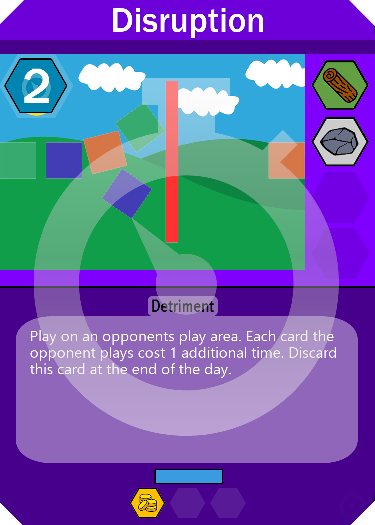 Disruption
2
Detriment
Play on an opponents play area. Each card the
opponent plays cost 1 additional time. Discard
this card at the end of the day.